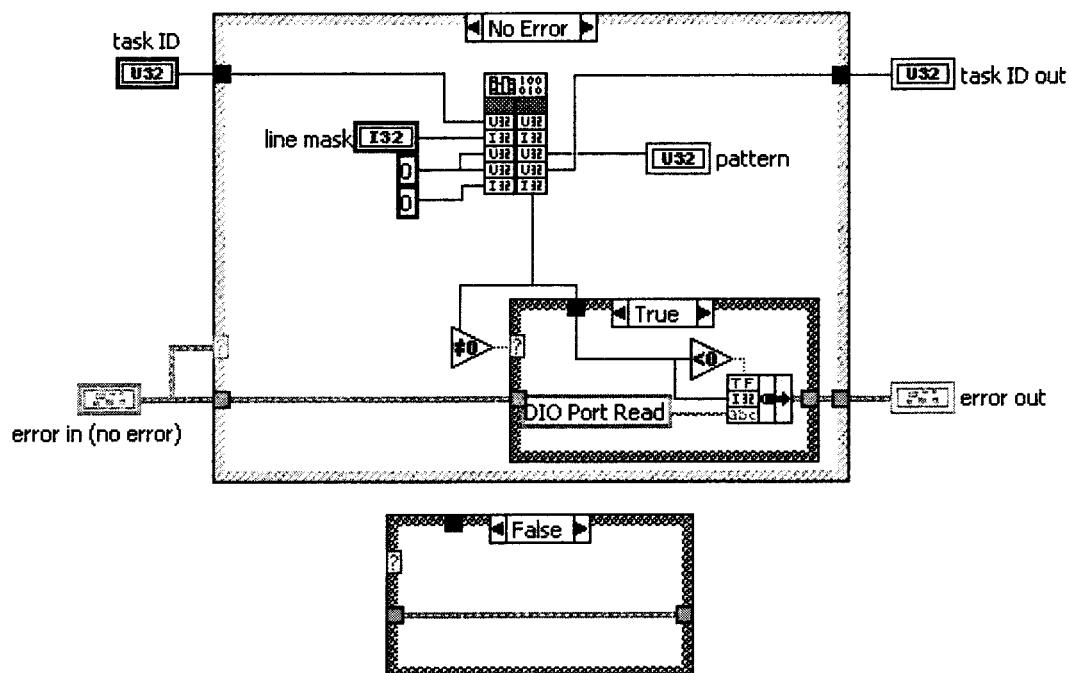 No Error
task ID
U32
U32
task ID out
100
010
line mask
I32
U32 U32
I32 I32
U32 U32
U32 U32
I32 I32
0
0
U32
pattern
True
≠0
?
<0
?
TF
I32
abc
DIO Port Read
error in (no error)
error out
False
?